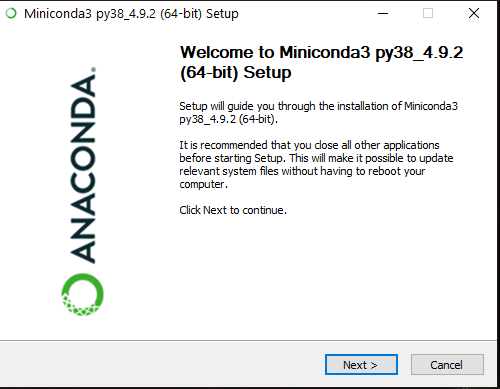 Miniconda3 py38_4.9.2 (64-bit) Setup
Welcome to Miniconda3 py38_4.9.2
(64-bit) Setup
Setup will guide you through the installation of Miniconda3
py38_4.9.2 (64-bit).
It is recommended that you close all other applications
before starting Setup. This will make it possible to update
relevant system files without having to reboot your
computer.
Click Next to continue.
ANACONDA.
Next >
Cancel